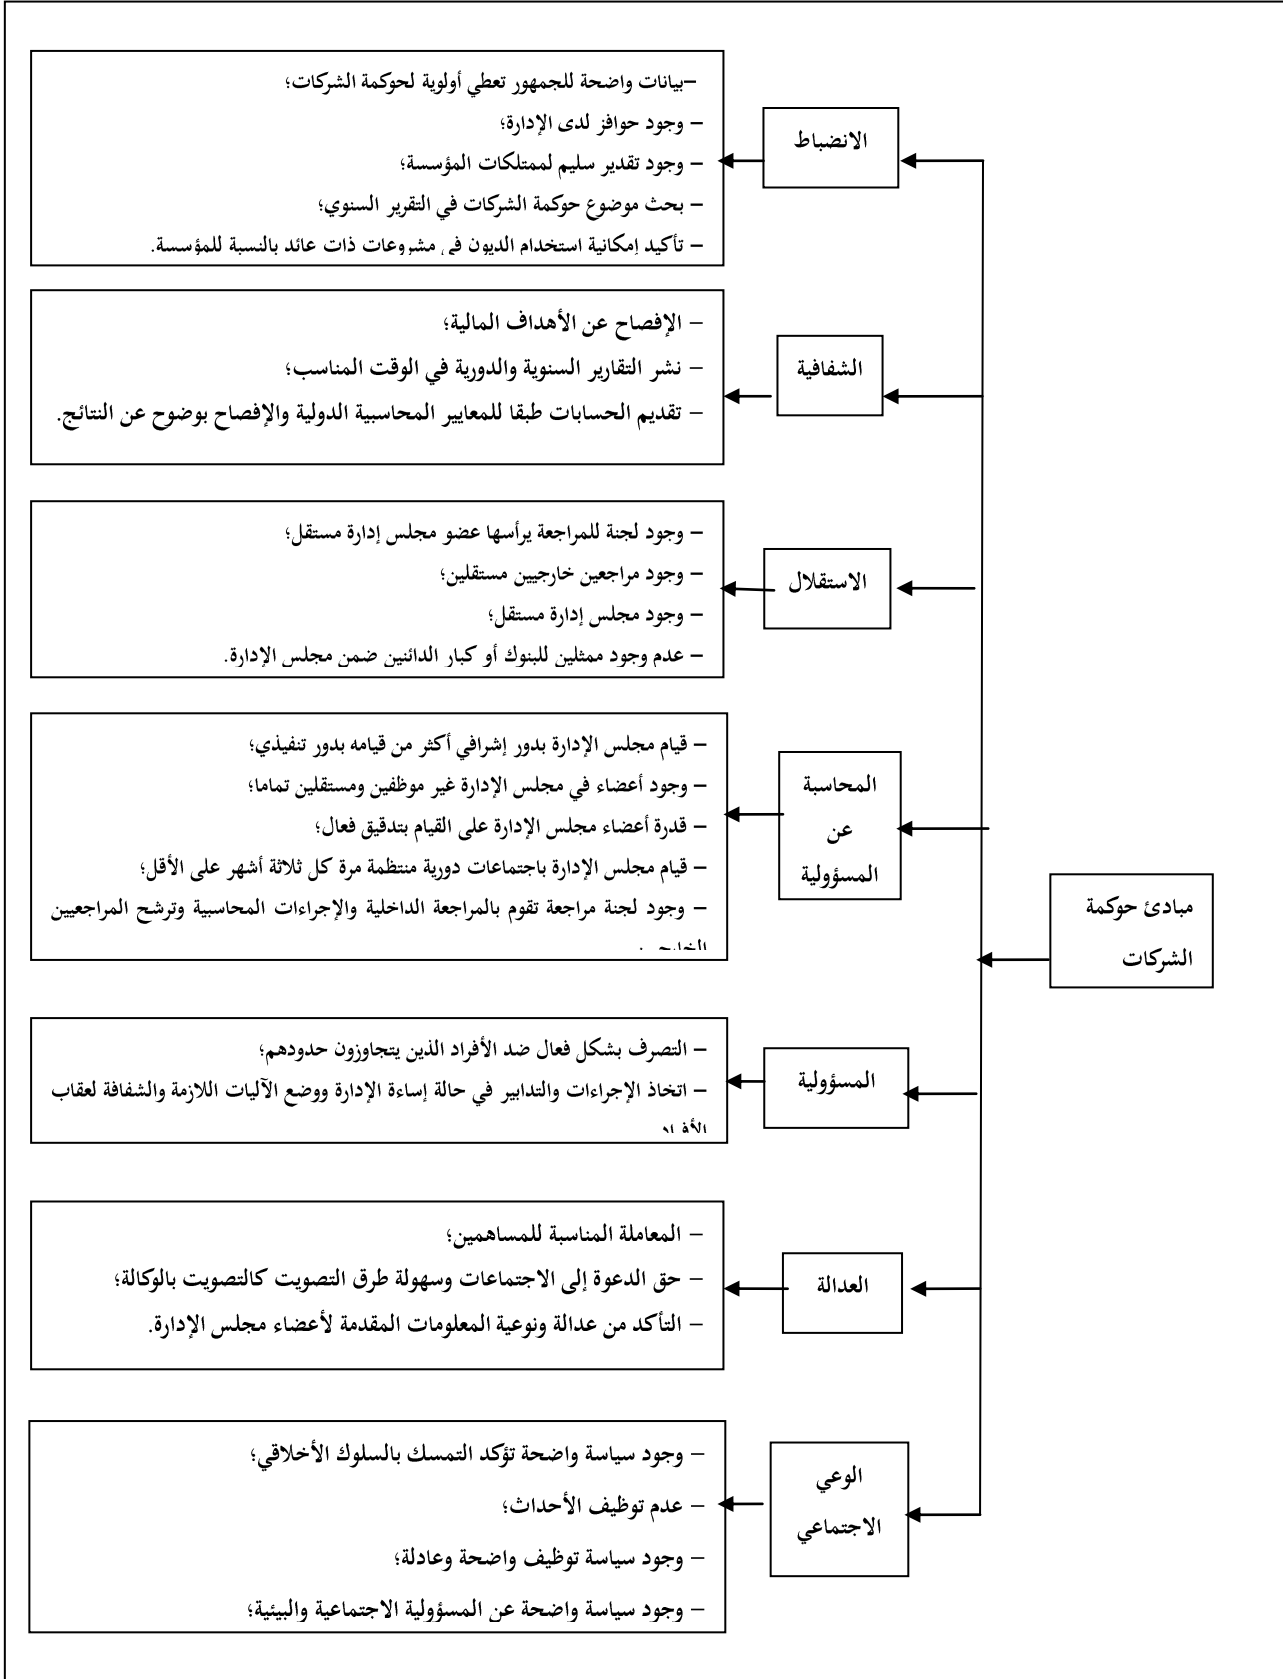 مبادئ حوكمة
الشركات
الانضباط
–بيانات واضحة للجمهور تعطي أولوية لحوكمة الشركات؛
– وجود حوافز لدى الإدارة؛
– وجود تقدير سليم لممتلكات المؤسسة؛
– بحث موضوع حوكمة الشركات في التقرير السنوي؛
– تأكيد إمكانية استخدام الديون في مشروعات ذات عائد بالنسبة للمؤسسة.
الشفافية
– الإفصاح عن الأهداف المالية؛
– نشر التقارير السنوية والدورية في الوقت المناسب؛
– تقديم الحسابات طبقا للمعايير المحاسبية الدولية والإفصاح بوضوح عن النتائج.
الاستقلال
– وجود لجنة للمراجعة يرأسها عضو مجلس إدارة مستقل؛
– وجود مراجعين خارجيين مستقلين؛
– وجود مجلس إدارة مستقل؛
– عدم وجود ممثلين للبنوك أو كبار الدائنين ضمن مجلس الإدارة.
المحاسبة
عن
المسؤولية
– قيام مجلس الإدارة بدور إشرافي أكثر من قيامه بدور تنفيذي؛
– وجود أعضاء في مجلس الإدارة غير موظفين ومستقلين تماما؛
– قدرة أعضاء مجلس الإدارة على القيام بتدقيق فعال؛
– قيام مجلس الإدارة باجتماعات دورية منتظمة مرة كل ثلاثة أشهر على الأقل؛
– وجود لجنة مراجعة تقوم بالمراجعة الداخلية والإجراءات المحاسبية وترشح المراجعيين
المسؤولية
– التصرف بشكل فعال ضد الأفراد الذين يتجاوزون حدودهم؛
– اتخاذ الإجراءات والتدابير في حالة إساءة الإدارة ووضع الآليات اللازمة والشفافة لعقاب
الأفراد
العدالة
– المعاملة المناسبة للمساهمين؛
– حق الدعوة إلى الاجتماعات وسهولة طرق التصويت كالتصويت بالوكالة؛
– التأكد من عدالة ونوعية المعلومات المقدمة لأعضاء مجلس الإدارة.
الوعي
الاجتماعي
– وجود سياسة واضحة تؤكد التمسك بالسلوك الأخلاقي؛
– عدم توظيف الأحداث؛
– وجود سياسة توظيف واضحة وعادلة؛
– وجود سياسة واضحة عن المسؤولية الاجتماعية والبيئية؛